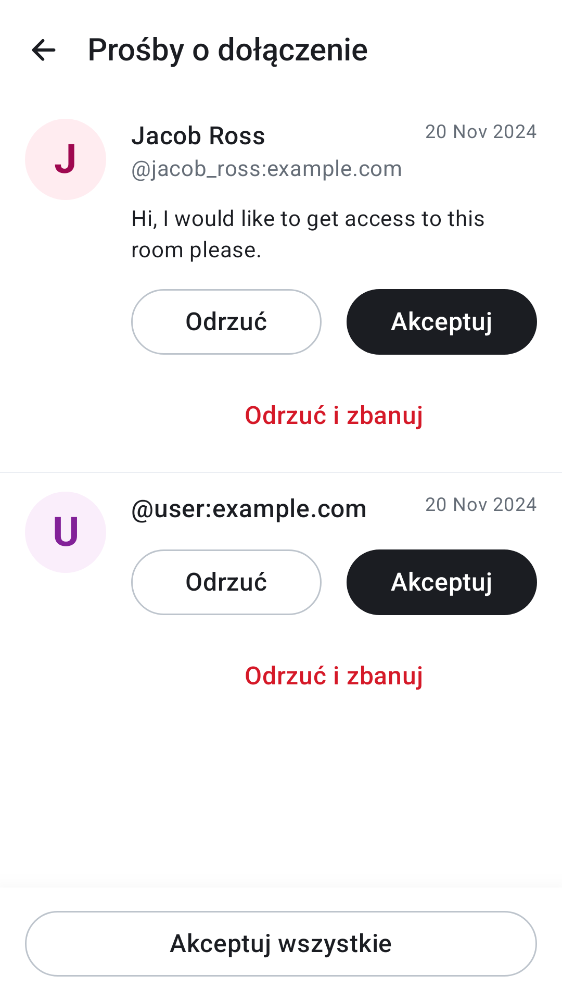 Prośby o dołączenie
J
Jacob Ross
20 Nov 2024
@jacob_ross:example.com
Hi, I would like to get access to this
room please.
Odrzuć
Akceptuj
Odrzuć i zbanuj
U
@user:example.com
20 Nov 2024
Odrzuć
Akceptuj
Odrzuć i zbanuj
Akceptuj wszystkie